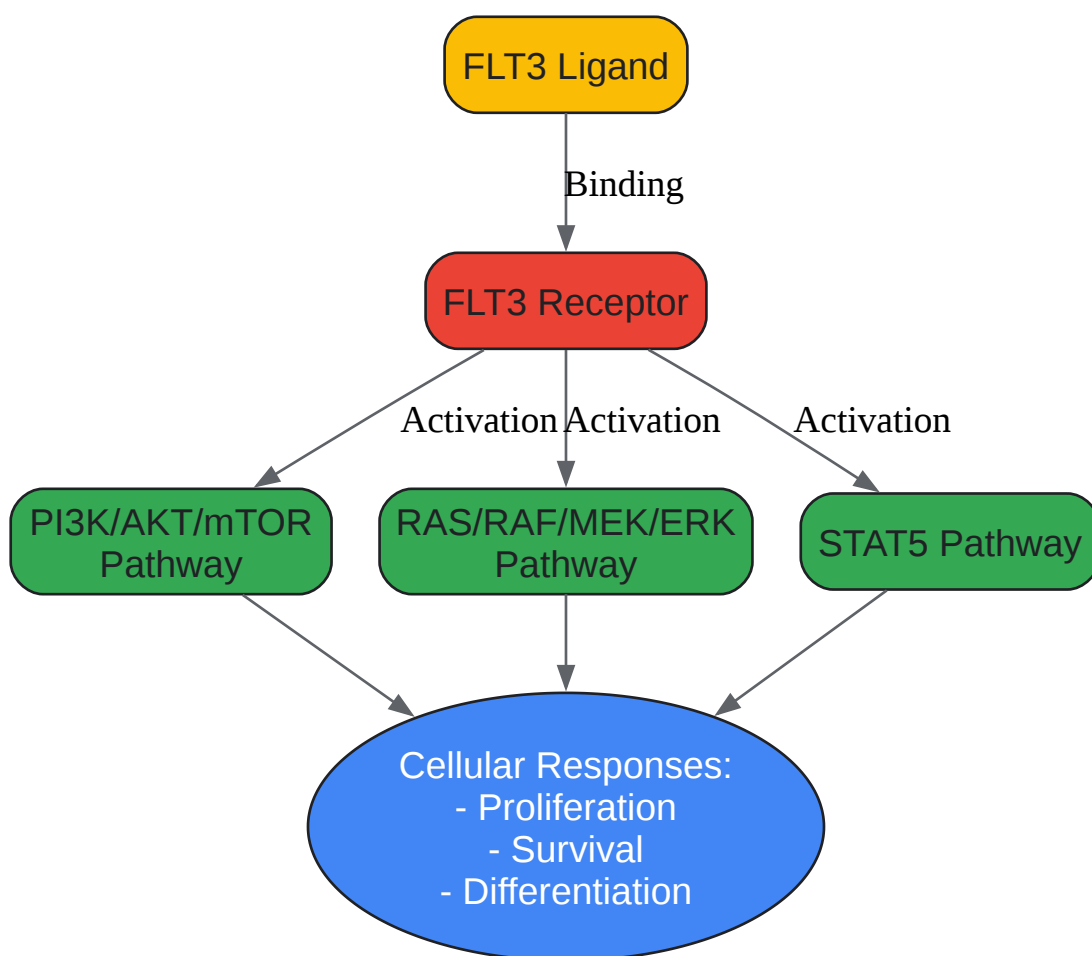 FLT3 Ligand
Binding
FLT3 Receptor
Activation
Activation
Activation
PI3K/AKT/mTOR
Pathway
RAS/RAF/MEK/ERK
Pathway
STAT5 Pathway
Cellular Responses:
- Proliferation
- Survival
- Differentiation